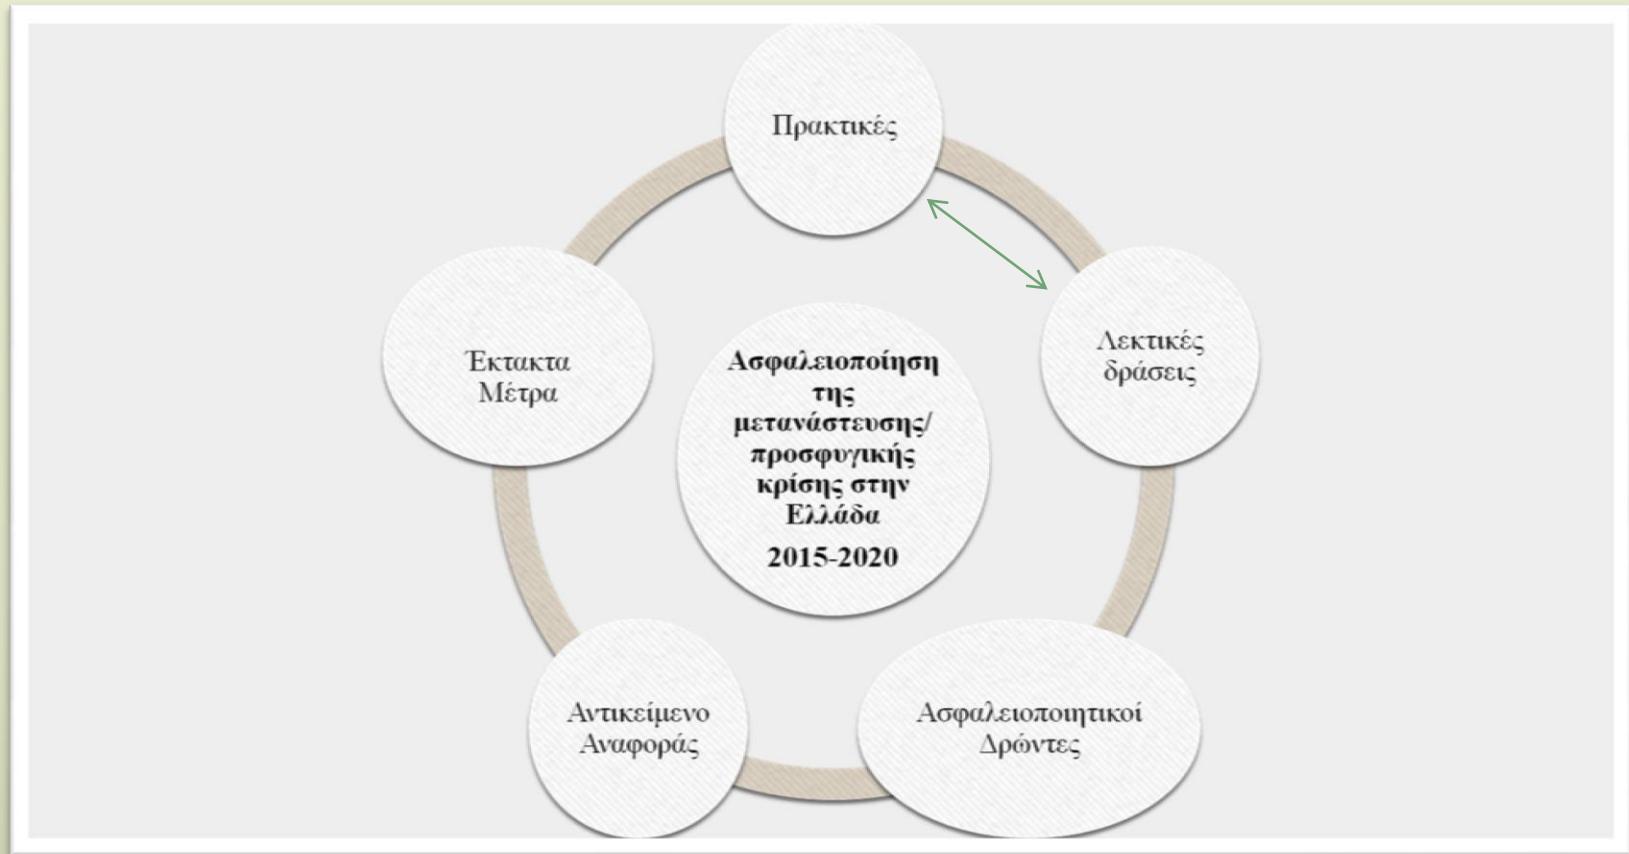 Πρακτικές
Λεκτικές
δράσεις
Ασφαλειοποιητικοί
Δρώντες
Αντικείμενο
Αναφοράς
Έκτακτα
Μέτρα
Ασφαλειοποίηση
της
μετανάστευσης/
προσφυγικής
κρίσης στην
Ελλάδα
2015-2020